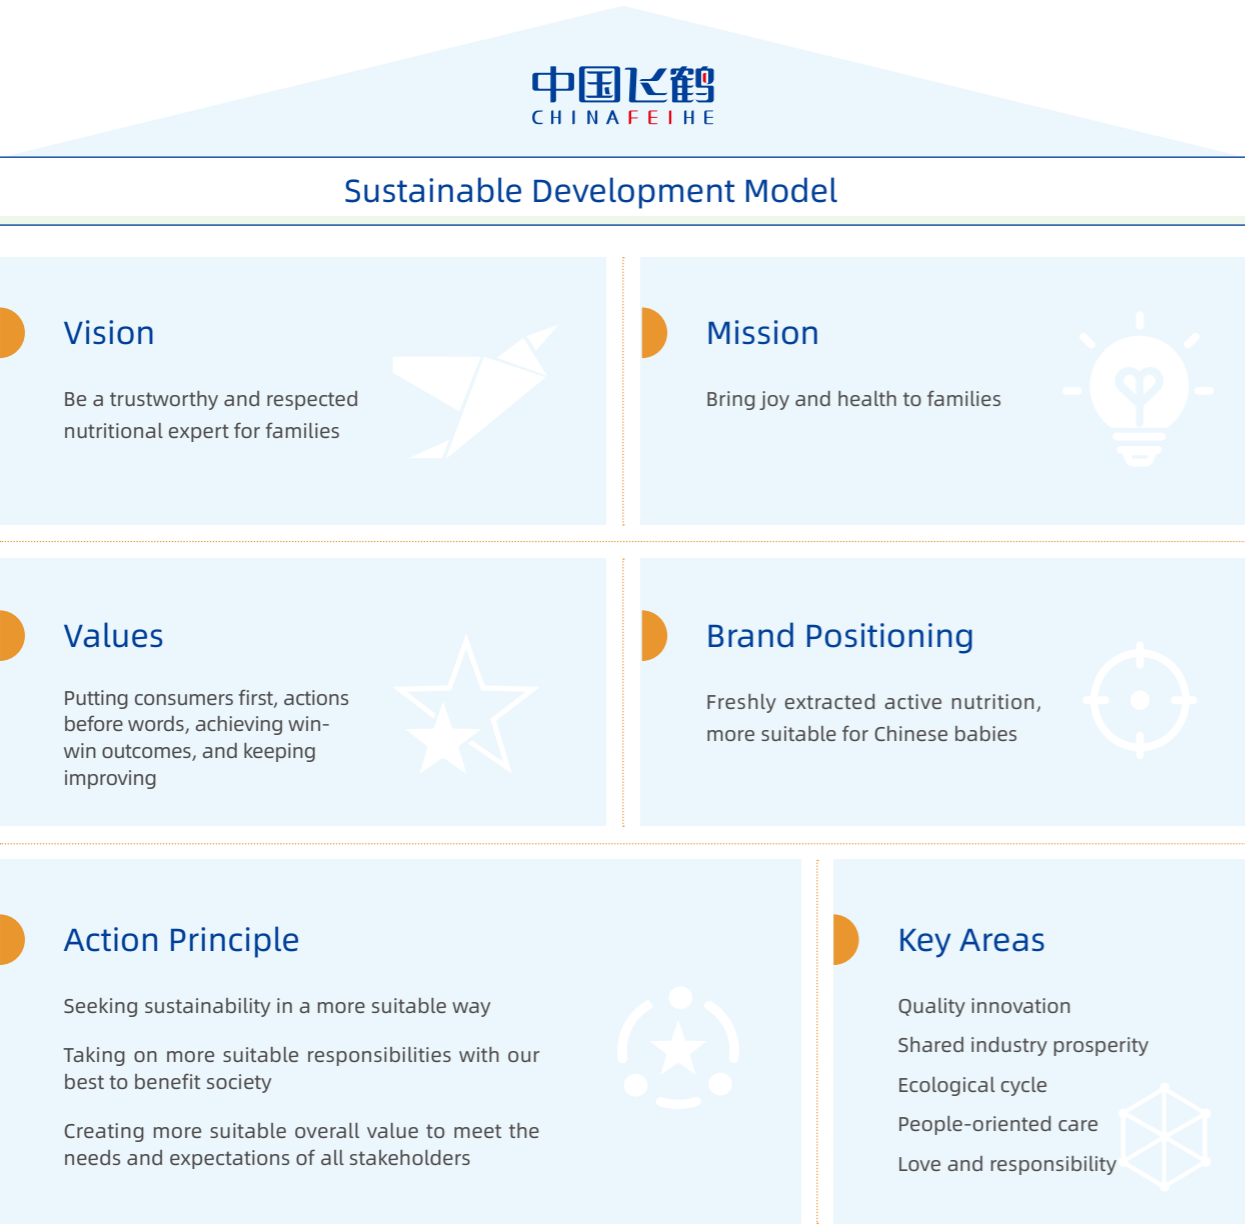 中国飞鹤
CHINAFEIHE
Sustainable Development Model
Vision
Be a trustworthy and respected
nutritional expert for families
Mission
Bring joy and health to families
Values
Putting consumers first, actions
before words, achieving win-
win outcomes, and keeping
improving
Brand Positioning
Freshly extracted active nutrition,
more suitable for Chinese babies
Action Principle
Seeking sustainability in a more suitable way
Taking on more suitable responsibilities with our
best to benefit society
Creating more suitable overall value to meet the
needs and expectations of all stakeholders
Key Areas
Quality innovation
Shared industry prosperity
Ecological cycle
People-oriented care
Love and responsibility